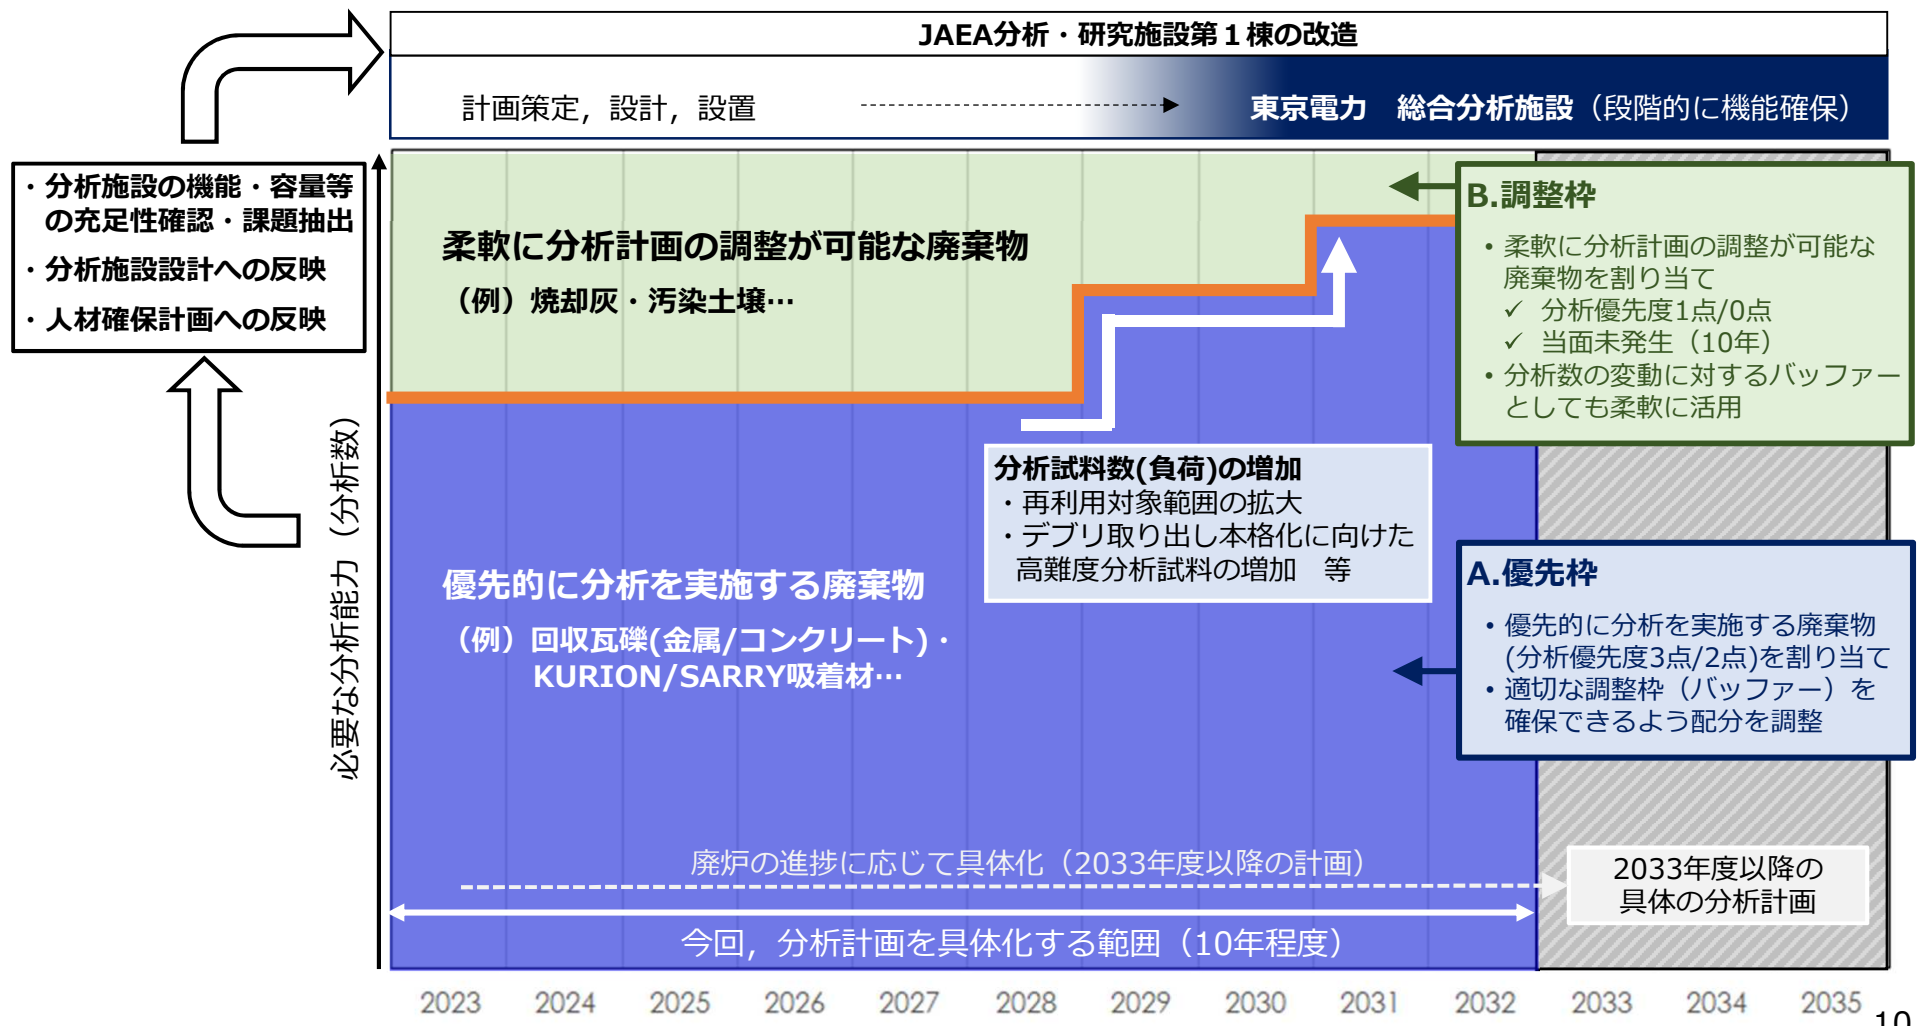 JAEA分析・研究施設第１棟の改造
計画策定，設計，設置
東京電力　総合分析施設（段階的に機能確保）
・分析施設の機能・容量等
の充足性確認・課題抽出
・分析施設設計への反映
・人材確保計画への反映
必要な分析能力（分析数）
柔軟に分析計画の調整が可能な廃棄物
（例）焼却灰・汚染土壌…
B.調整枠
・柔軟に分析計画の調整が可能な
廃棄物を割り当て
✓ 分析優先度1点/0点
✓ 当面未発生（10年）
・分析数の変動に対するバッファー
としても柔軟に活用
分析試料数(負荷)の増加
・再利用対象範囲の拡大
・デブリ取り出し本格化に向けた
高難度分析試料の増加　等
優先的に分析を実施する廃棄物
（例）回収瓦礫(金属/コンクリート)・
KURION/SARRY吸着材…
A.優先枠
・優先的に分析を実施する廃棄物
(分析優先度3点/2点)を割り当て
・適切な調整枠（バッファー）を
確保できるよう配分を調整
廃炉の進捗に応じて具体化（2033年度以降の計画）
2033年度以降の
具体の分析計画
今回，分析計画を具体化する範囲（10年程度）
2023 2024 2025 2026 2027 2028 2029 2030 2031 2032 2033 2034 2035
10